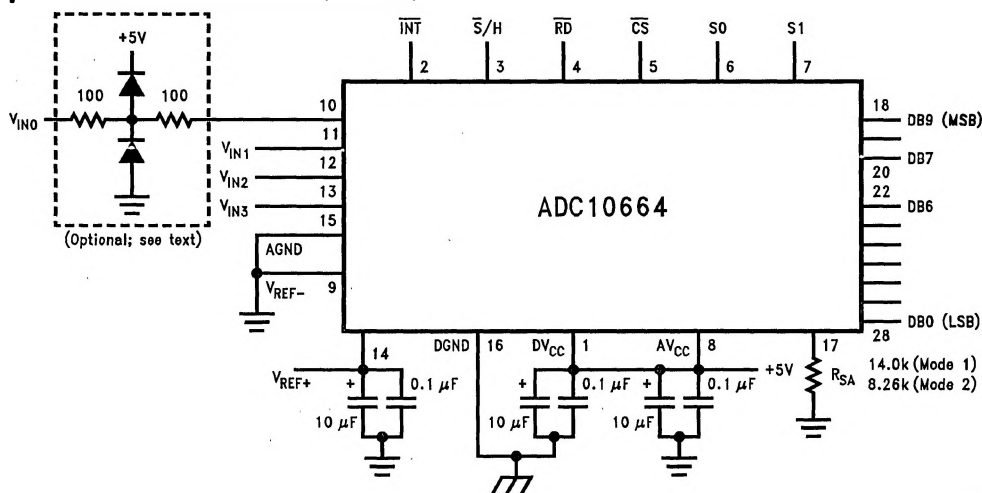 INT S/H RD CS S0 S1
+5V
2 3 4 5 6 7
100 100
10 18
V_IN0 DB9 (MSB)
11
V_IN1
DB7
12
20
V_IN2
22
13
V_IN3 DB6
ADC10664
15
(Optional; see text)
AGND
V_REF- 9
DB0 (LSB)
28
14 DGND 16 DV_CC 1 AV_CC 8 17
V_REF+ +5V R_SA 14.0k (Mode 1)
8.26k (Mode 2)
+ 0.1 μF + 0.1 μF + 0.1 μF
10 μF 10 μF 10 μF